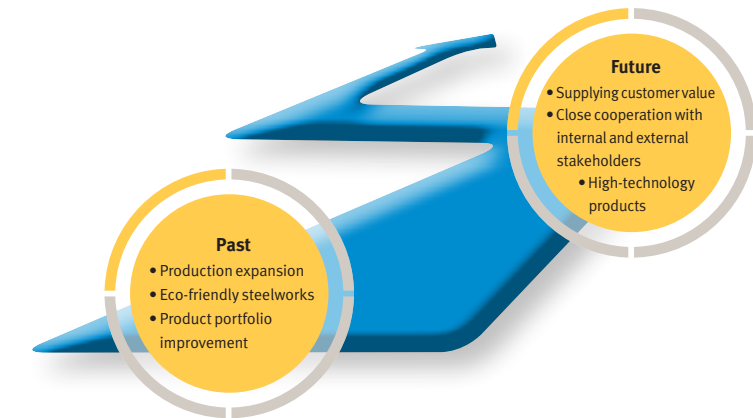 Past
• Production expansion
• Eco-friendly steelworks
• Product portfolio
improvement
Future
• Supplying customer value
• Close cooperation with
internal and external
stakeholders
• High-technology
products